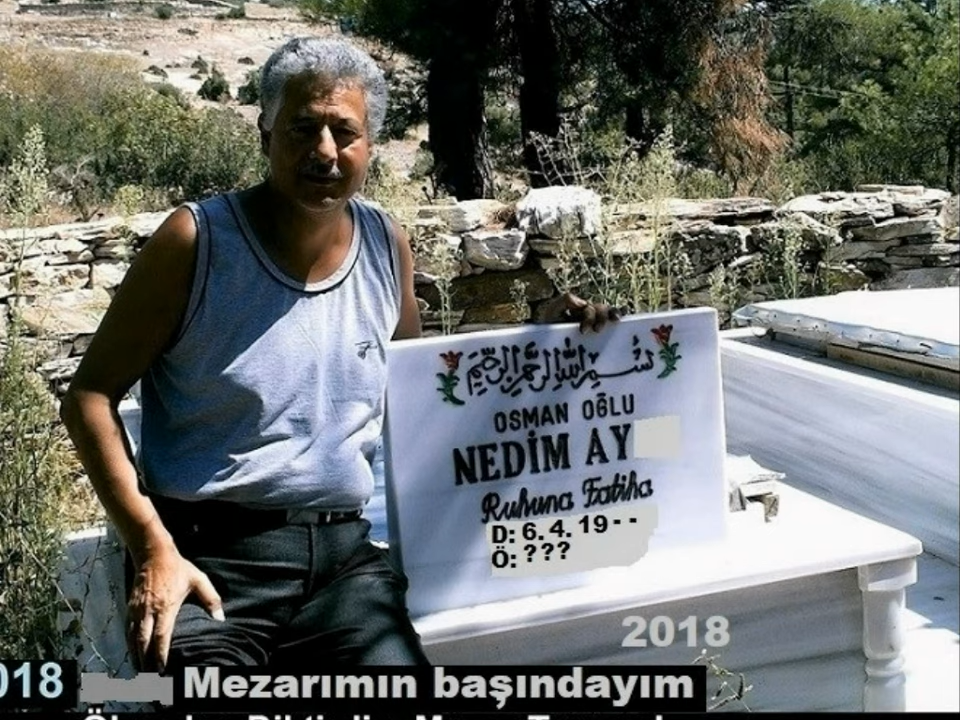 بسم الله الرحمن الرحيم
OSMAN OĞLU
NEDİM AY
Ruhuna Fatiha
D: 6. 4. 19--
Ö: ???
2018
018 Mezarımın başındayım